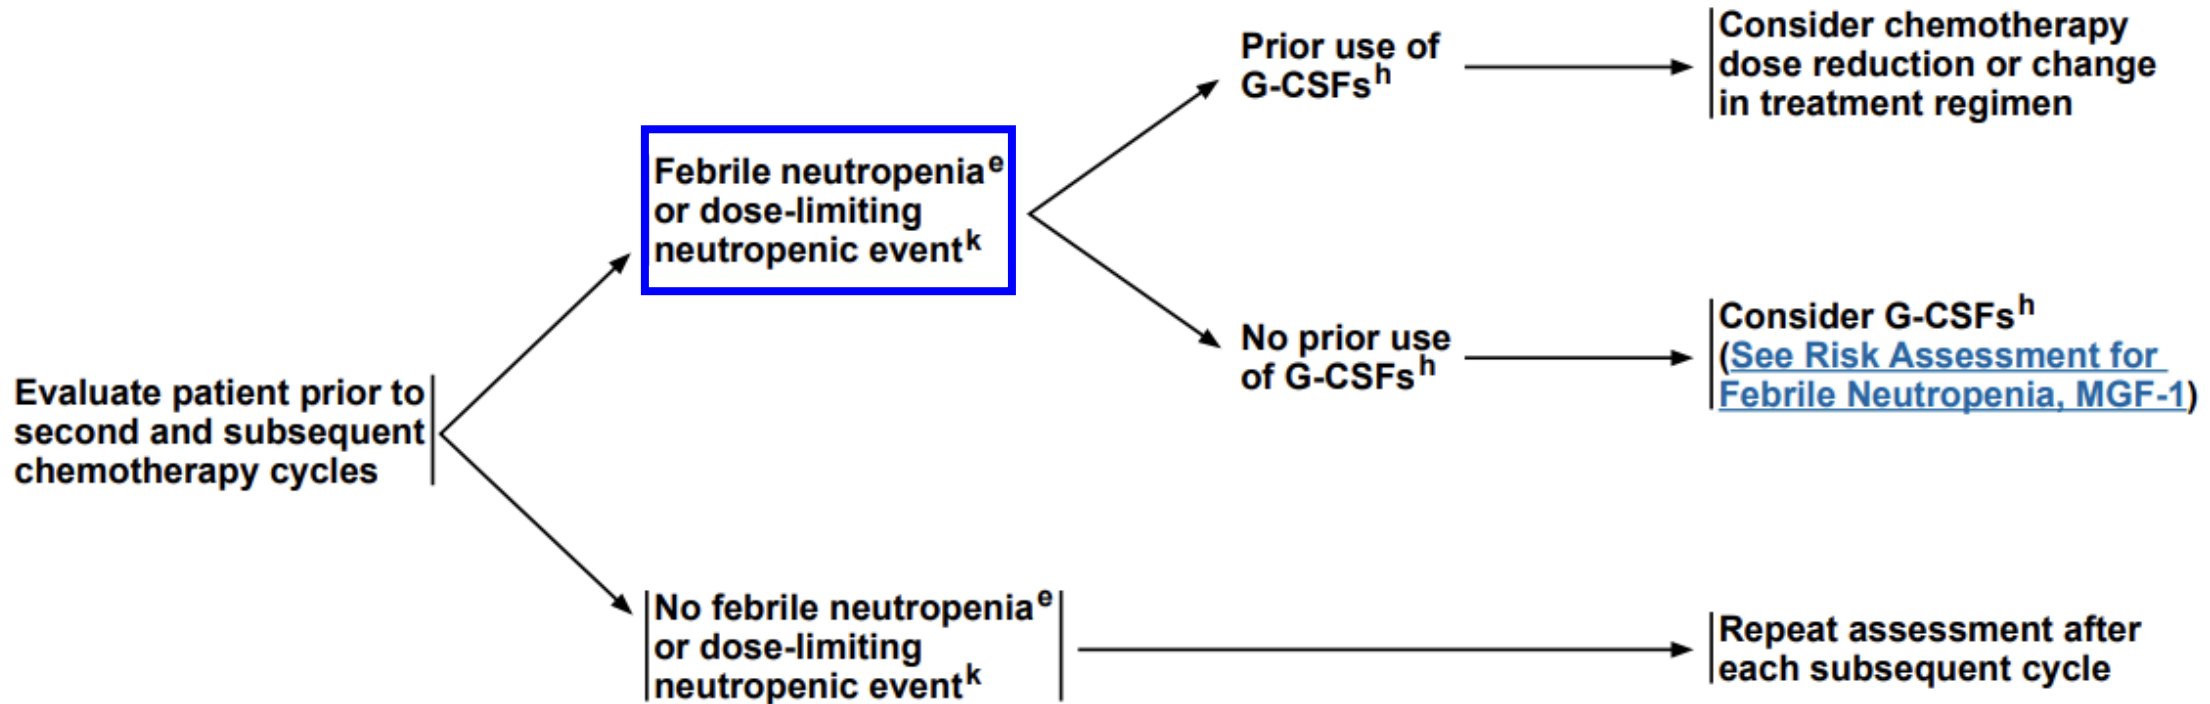 Evaluate patient prior to
second and subsequent
chemotherapy cycles
Febrile neutropeniaᵉ
or dose-limiting
neutropenic eventᵏ
Prior use of
G-CSFsʰ
Consider chemotherapy
dose reduction or change
in treatment regimen
No prior use
of G-CSFsʰ
Consider G-CSFsʰ
(See Risk Assessment for
Febrile Neutropenia, MGF-1)
No febrile neutropeniaᵉ
or dose-limiting
neutropenic eventᵏ
Repeat assessment after
each subsequent cycle